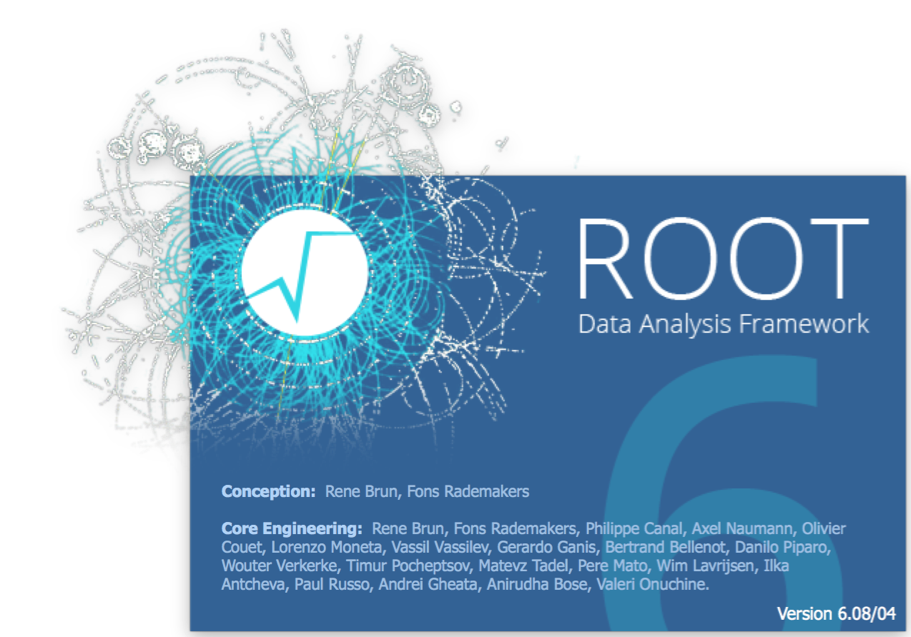 ROOT
Data Analysis Framework
6
Conception: Rene Brun, Fons Rademakers
Core Engineering: Rene Brun, Fons Rademakers, Philippe Canal, Axel Naumann, Olivier
Couet, Lorenzo Moneta, Vassil Vassilev, Gerardo Ganis, Bertrand Bellenot, Danilo Piparo,
Wouter Verkerke, Timur Pocheptsov, Matevz Tadel, Pere Mato, Wim Lavrijsen, Ilka
Antcheva, Paul Russo, Andrei Gheata, Anirudha Bose, Valeri Onuchine.
Version 6.08/04